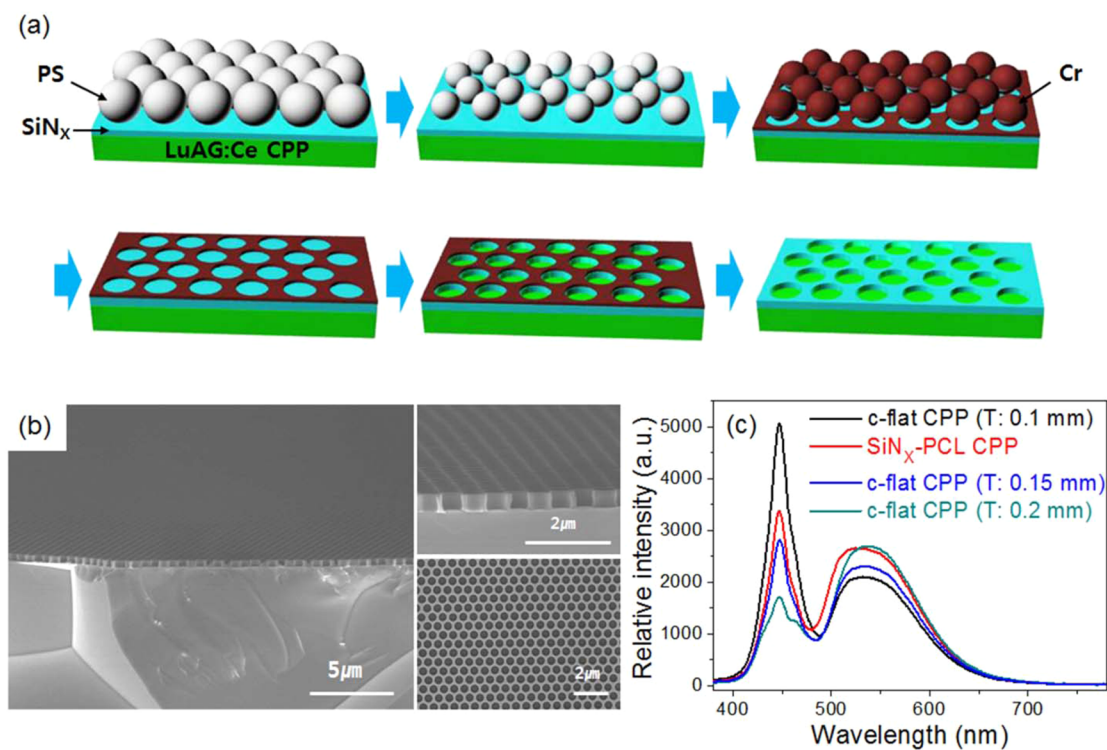 (a)
PS
SiNX
LuAG:Ce CPP
Cr
(b)
5μm
2μm
2μm
(c)
c-flat CPP (T: 0.1 mm)
SiNX-PCL CPP
c-flat CPP (T: 0.15 mm)
c-flat CPP (T: 0.2 mm)
Relative intensity (a.u.)
5000
4000
3000
2000
1000
0
400 500 600 700
Wavelength (nm)